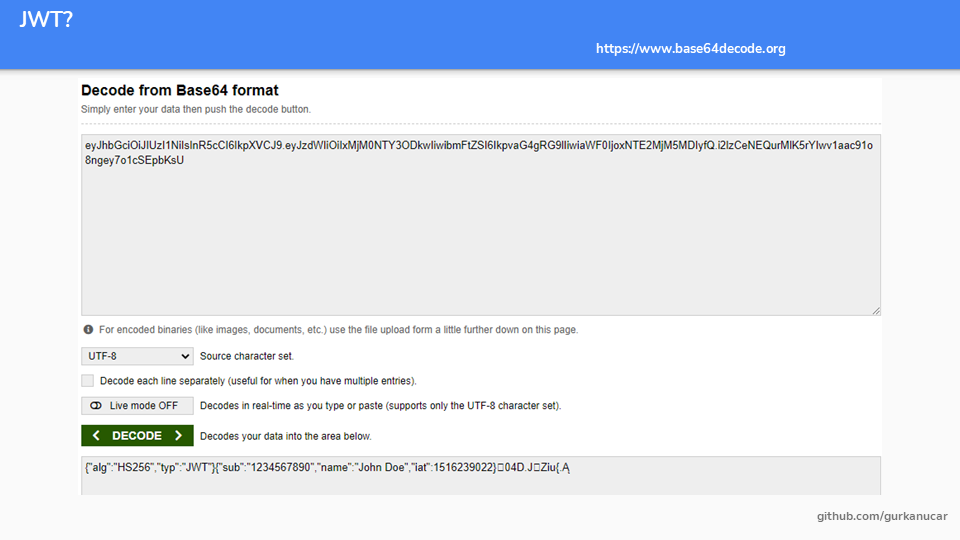 JWT?
https://www.base64decode.org
Decode from Base64 format
Simply enter your data then push the decode button.
eyJhbGciOiJIUzI1NiIsInR5cCI6IkpXVCJ9.eyJzdWIiOiIxMjM0NTY3ODkwIiwibmFtZSI6IkpvaG4gRG9lIiwiaWF0IjoxNTE2MjM5MDIyfQ.i2lzCeNEQurMlK5rYIwv1aac91o
8ngey7o1cSEpbKsU
For encoded binaries (like images, documents, etc.) use the file upload form a little further down on this page.
UTF-8 Source character set.
Decode each line separately (useful for when you have multiple entries).
Live mode OFF Decodes in real-time as you type or paste (supports only the UTF-8 character set).
< DECODE > Decodes your data into the area below.
{"alg":"HS256","typ":"JWT"}{"sub":"1234567890","name":"John Doe","iat":1516239022}□04D.J□Ziu{.Ą
github.com/gurkanucar